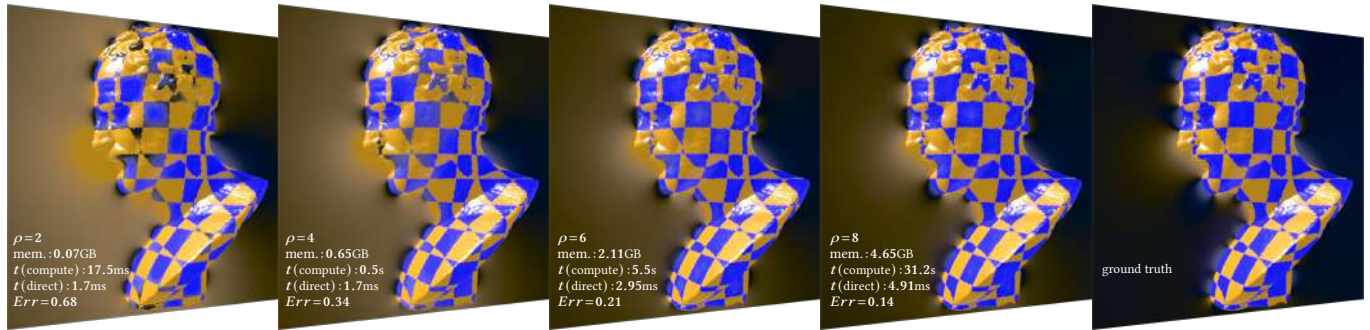 ρ=2
mem.:0.07GB
t(compute):17.5ms
t(direct):1.7ms
Err=0.68
ρ=4
mem.:0.65GB
t(compute):0.5s
t(direct):1.7ms
Err=0.34
ρ=6
mem.:2.11GB
t(compute):5.5s
t(direct):2.95ms
Err=0.21
ρ=8
mem.:4.65GB
t(compute):31.2s
t(direct):4.91ms
Err=0.14
ground truth